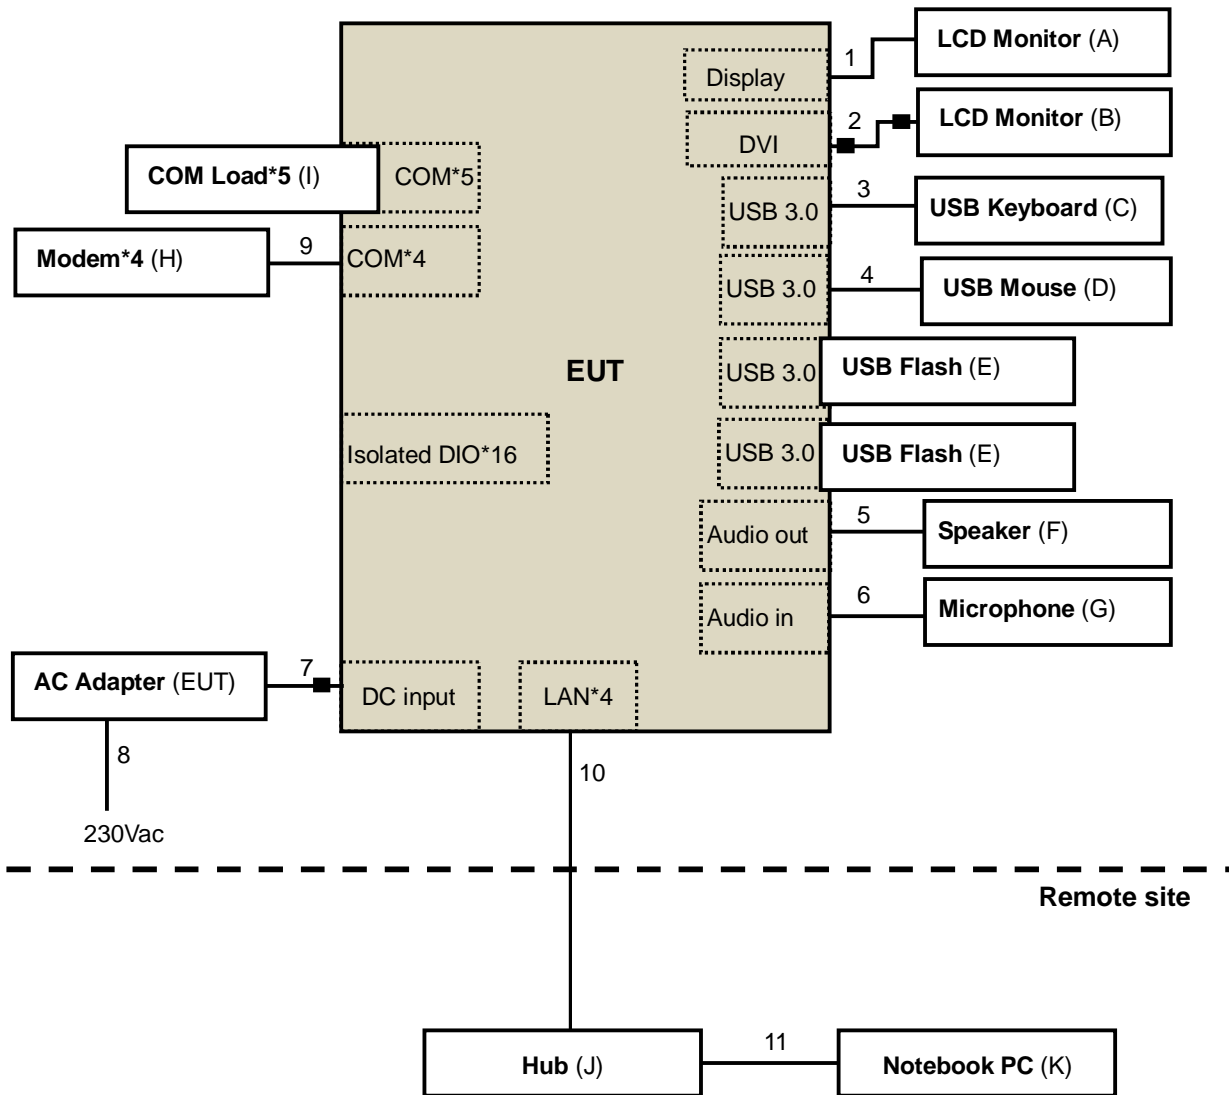 LCD Monitor (A)
1
Display
LCD Monitor (B)
2
DVI
COM Load*5 (I)
COM*5
3
USB 3.0
USB Keyboard (C)
Modem*4 (H)
9
COM*4
4
USB 3.0
USB Mouse (D)
EUT
USB 3.0
USB Flash (E)
Isolated DIO*16
USB 3.0
USB Flash (E)
5
Audio out
Speaker (F)
6
Audio in
Microphone (G)
AC Adapter (EUT)
7
DC input
LAN*4
8
10
230Vac
Remote site
Hub (J)
11
Notebook PC (K)